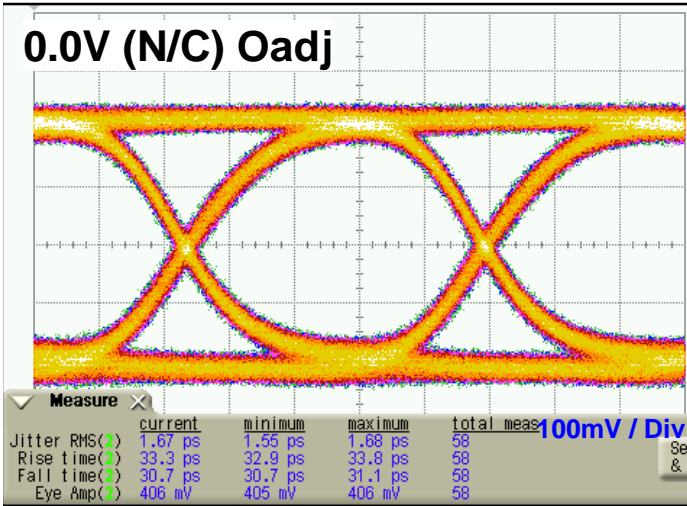 0.0V (N/C) Oadj
Measure
current minimum maximum total meas
100mV / Div
Jitter RMS(2) 1.67 ps 1.55 ps 1.68 ps 58
Rise time(2) 33.3 ps 32.9 ps 33.8 ps 58
Fall time(2) 30.7 ps 30.7 ps 31.1 ps 58
Eye Amp(2) 406 mV 405 mV 406 mV 58
Se
&